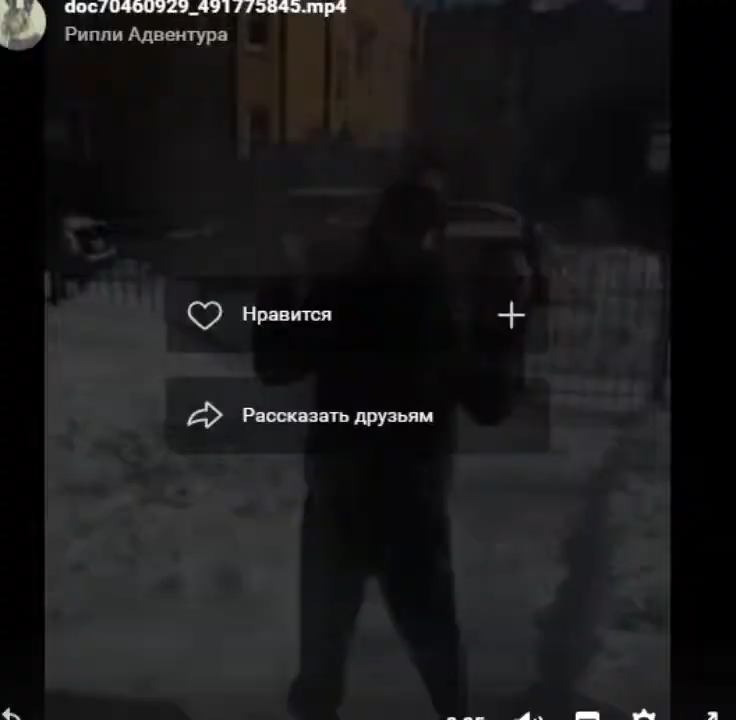 doc70460929_491775845.mp4
Рипли Адвентура
Нравится
Рассказать друзьям